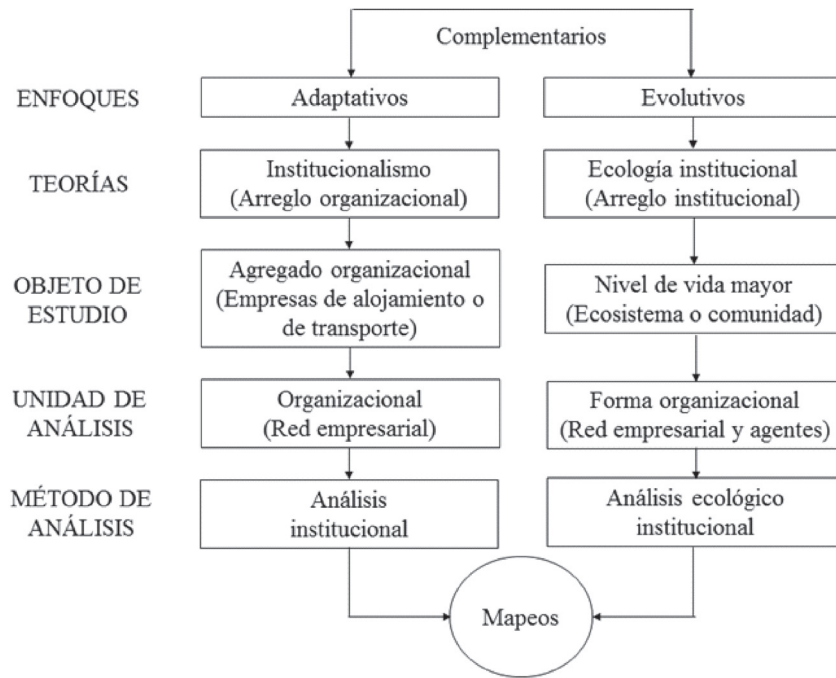 Complementarios
ENFOQUES
Adaptativos
Evolutivos
TEORÍAS
Institucionalismo
(Arreglo organizacional)
Ecología institucional
(Arreglo institucional)
OBJETO DE
ESTUDIO
Agregado organizacional
(Empresas de alojamiento o
de transporte)
Nivel de vida mayor
(Ecosistema o comunidad)
UNIDAD DE
ANÁLISIS
Organizacional
(Red empresarial)
Forma organizacional
(Red empresarial y agentes)
MÉTODO DE
ANÁLISIS
Análisis
institucional
Análisis ecológico
institucional
Mapeos